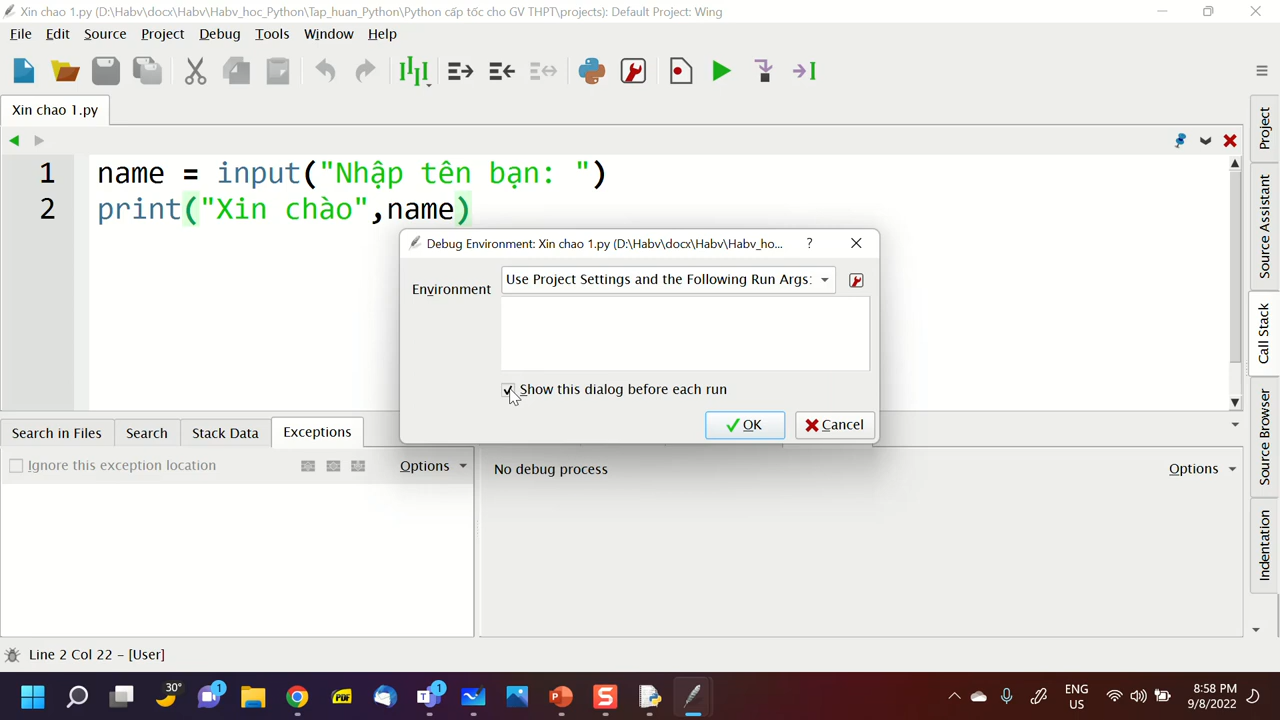 Xin chao 1.py (D:\Habv\docx\Habv\Habv_hoc_Python\Tap_huan_Python\Python cấp tốc cho GV THPT\projects): Default Project: Wing
File Edit Source Project Debug Tools Window Help
Xin chao 1.py
1 name = input("Nhập tên bạn: ")
2 print("Xin chào",name)
Debug Environment: Xin chao 1.py (D:\Habv\docx\Habv\Habv_ho... ?
Environment Use Project Settings and the Following Run Args:
Show this dialog before each run
OK Cancel
Project
Source Assistant
Call Stack
Source Browser
Indentation
Search in Files Search Stack Data Exceptions
Ignore this exception location Options
No debug process Options
Line 2 Col 22 – [User]
30°
1
PDF
1
ENG
US
8:58 PM
9/8/2022